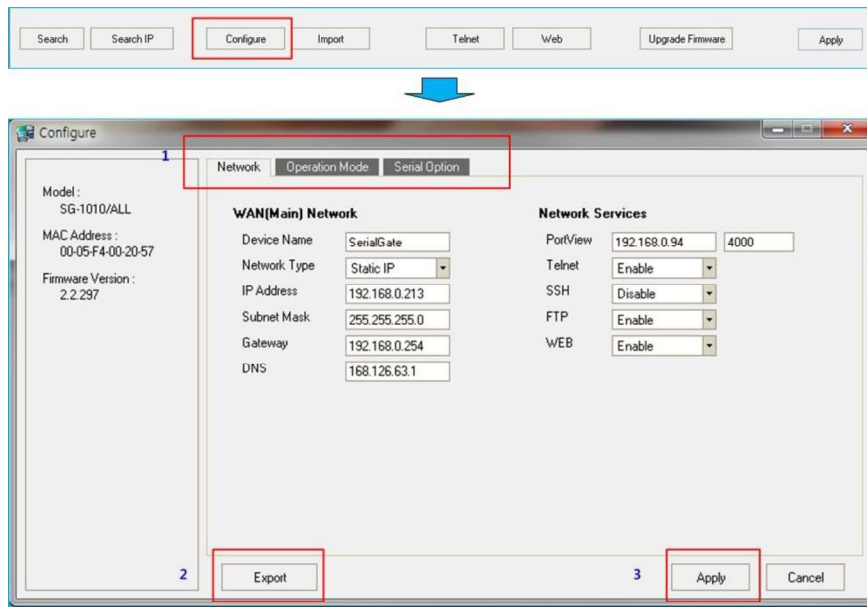 Search Search IP Configure Import Telnet Web Upgrade Firmware Apply
Configure
1
Network Operation Mode Serial Option
Model :
SG-1010/ALL
MAC Address :
00-05-F4-00-20-57
Firmware Version :
2.2.297
WAN(Main) Network
Device Name SerialGate
Network Type Static IP
IP Address 192.168.0.213
Subnet Mask 255.255.255.0
Gateway 192.168.0.254
DNS 168.126.63.1
Network Services
PortView 192.168.0.94 4000
Telnet Enable
SSH Disable
FTP Enable
WEB Enable
2 Export 3 Apply Cancel